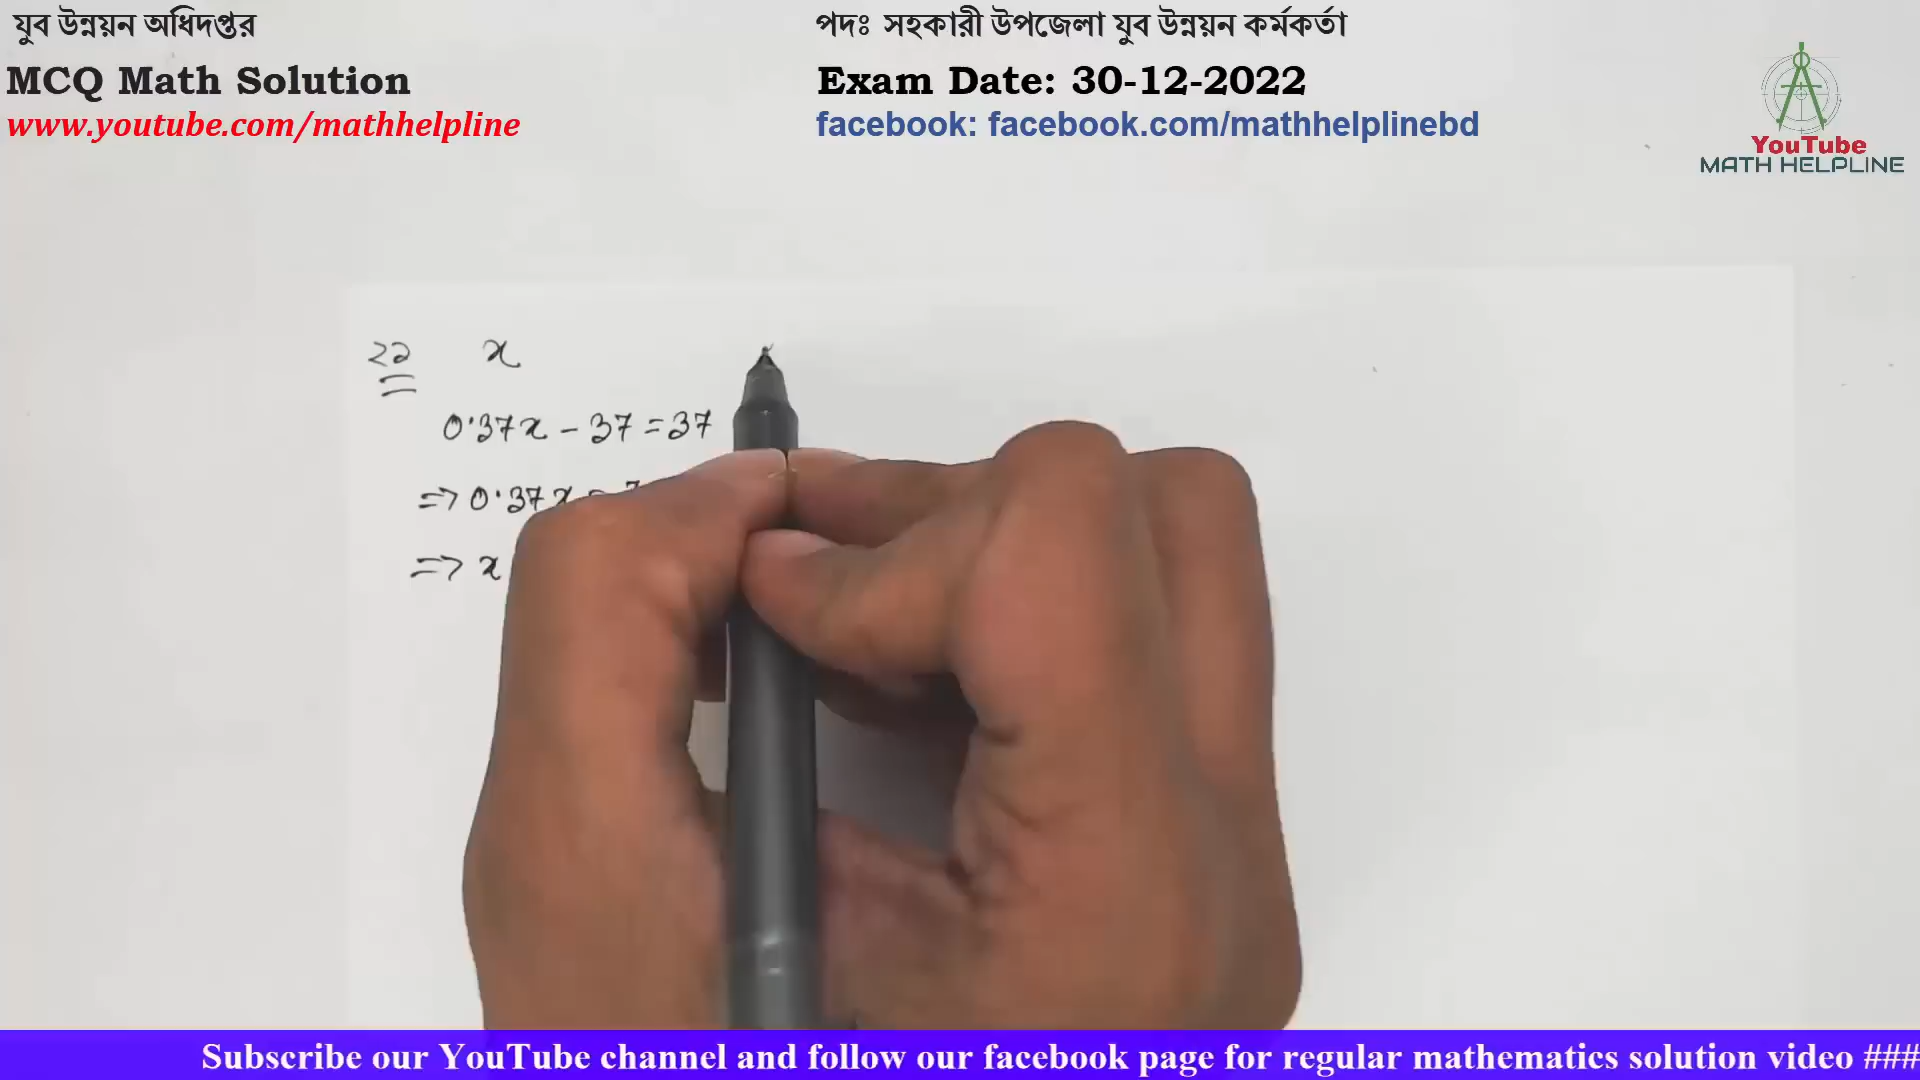 যুব উন্নয়ন অধিদপ্তর
পদঃ সহকারী উপজেলা যুব উন্নয়ন কর্মকর্তা
MCQ Math Solution
Exam Date: 30-12-2022
www.youtube.com/mathhelpline
facebook: facebook.com/mathhelplinebd
YouTube
MATH HELPLINE
x
0.37x - 37 = 37
=> 0.37x
=> x
Subscribe our YouTube channel and follow our facebook page for regular mathematics solution video ###